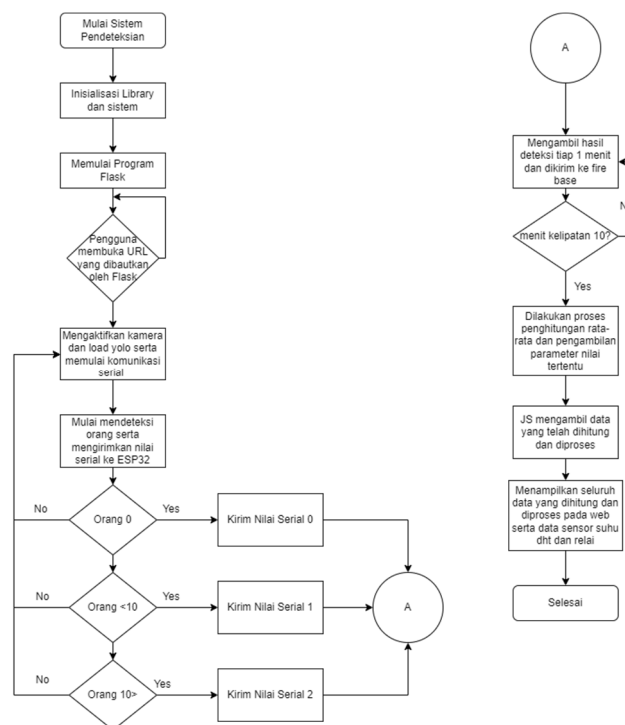 Mulai Sistem
Pendeteksian
Inisialisasi Library
dan sistem
Memulai Program
Flask
Pengguna
membuka URL
yang dibautkan
oleh Flask
Mengaktifkan kamera
dan load yolo serta
memulai komunikasi
serial
Mulai mendeteksi
orang serta
mengirimkan nilai
serial ke ESP32
No
Orang 0
Yes
Kirim Nilai Serial 0
No
Orang <10
Yes
Kirim Nilai Serial 1
A
No
Orang 10>
Yes
Kirim Nilai Serial 2
A
Mengambil hasil
deteksi tiap 1 menit
dan dikirim ke fire
base
menit kelipatan 10?
Yes
Dilakukan proses
penghitungan rata-
rata dan pengambilan
parameter nilai
tertentu
JS mengambil data
yang telah dihitung
dan diproses
Menampilkan seluruh
data yang dihitung dan
diproses pada web
serta data sensor suhu
dht dan relai
Selesai